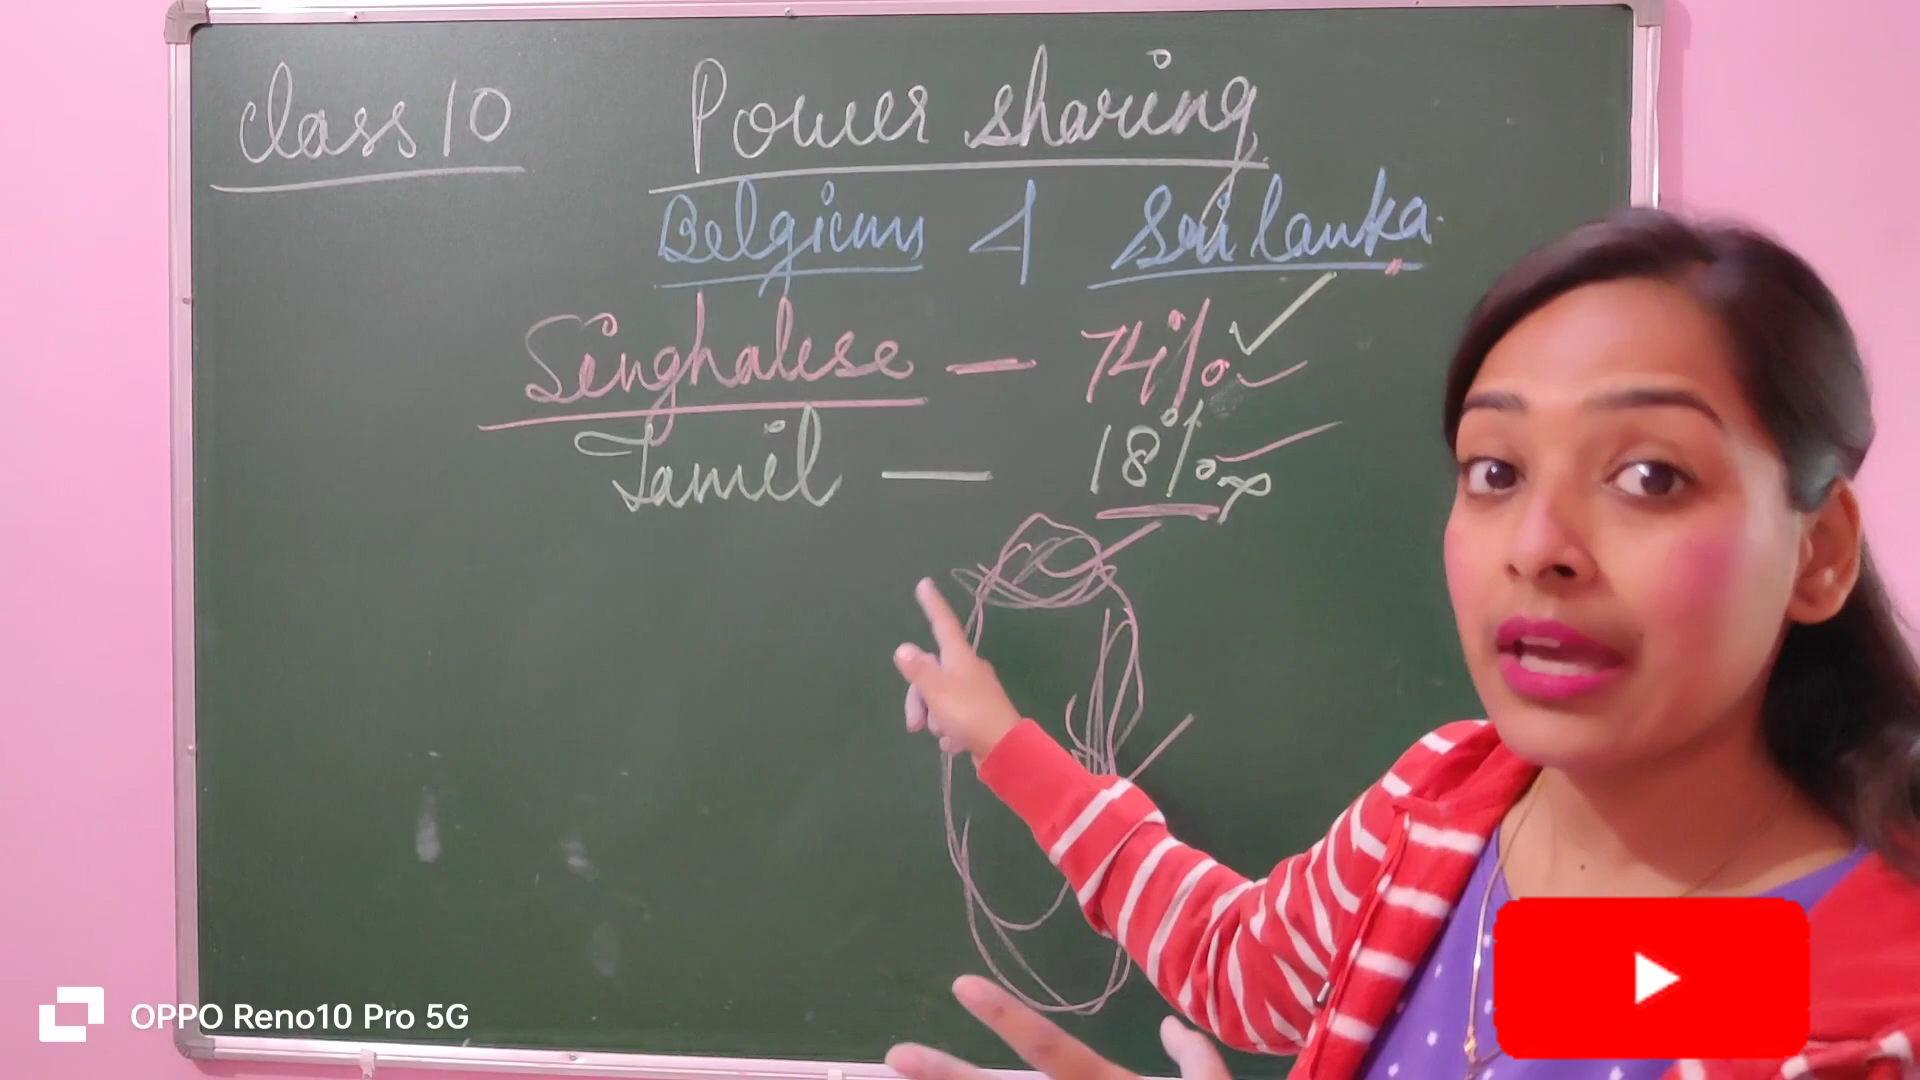 Class 10
Power sharing
Belgium & Sri lanka
Singhalese — 74%
Tamil — 18%
OPPO Reno10 Pro 5G